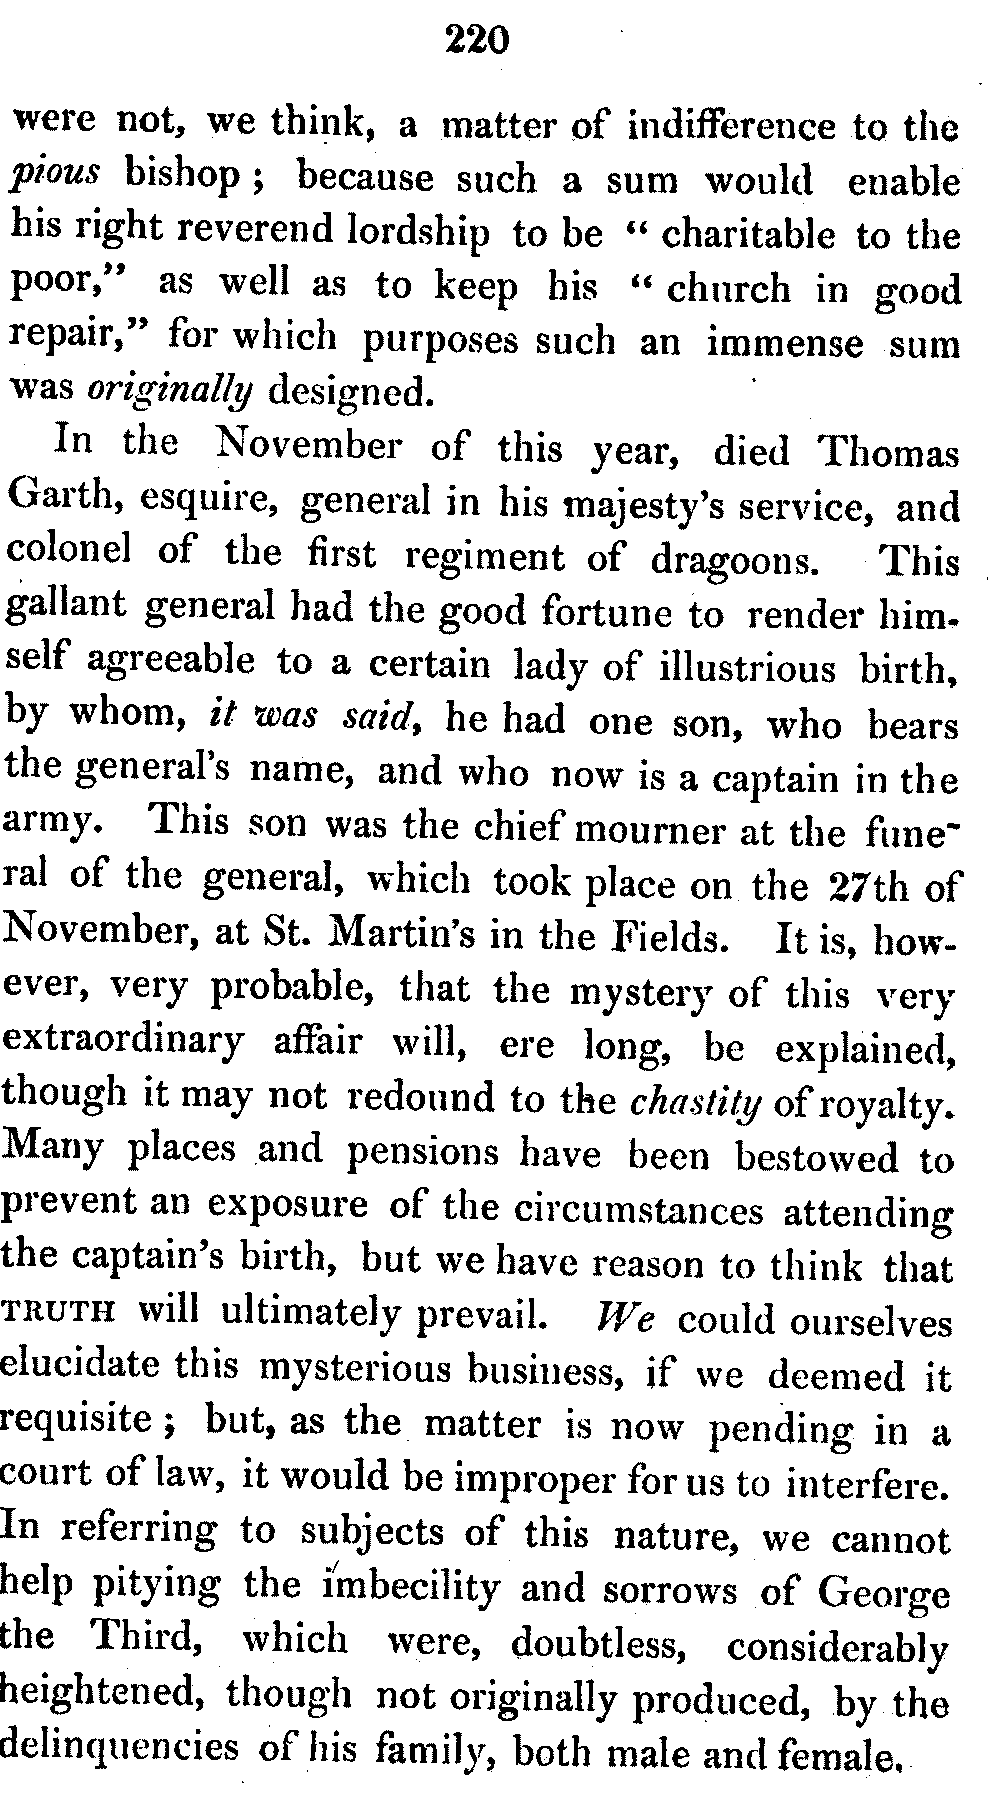 220
were not, we think, a matter of indifference to the
pious bishop ; because such a sum would enable
his right reverend lordship to be “ charitable to the
poor,” as well as to keep his “ church in good
repair,” for which purposes such an immense sum
was originally designed.
In the November of this year, died Thomas
Garth, esquire, general in his majesty's service, and
colonel of the first regiment of dragoons. This
gallant general had the good fortune to render him-
self agreeable to a certain lady of illustrious birth,
by whom, it was said, he had one son, who bears
the general's name, and who now is a captain in the
army. This son was the chief mourner at the fune-
ral of the general, which took place on the 27th of
November, at St. Martin's in the Fields. It is, how-
ever, very probable, that the mystery of this very
extraordinary affair will, ere long, be explained,
though it may not redound to the chastity of royalty.
Many places and pensions have been bestowed to
prevent an exposure of the circumstances attending
the captain's birth, but we have reason to think that
TRUTH will ultimately prevail. We could ourselves
elucidate this mysterious business, if we deemed it
requisite ; but, as the matter is now pending in a
court of law, it would be improper for us to interfere.
In referring to subjects of this nature, we cannot
help pitying the imbecility and sorrows of George
the Third, which were, doubtless, considerably
heightened, though not originally produced, by the
delinquencies of his family, both male and female.